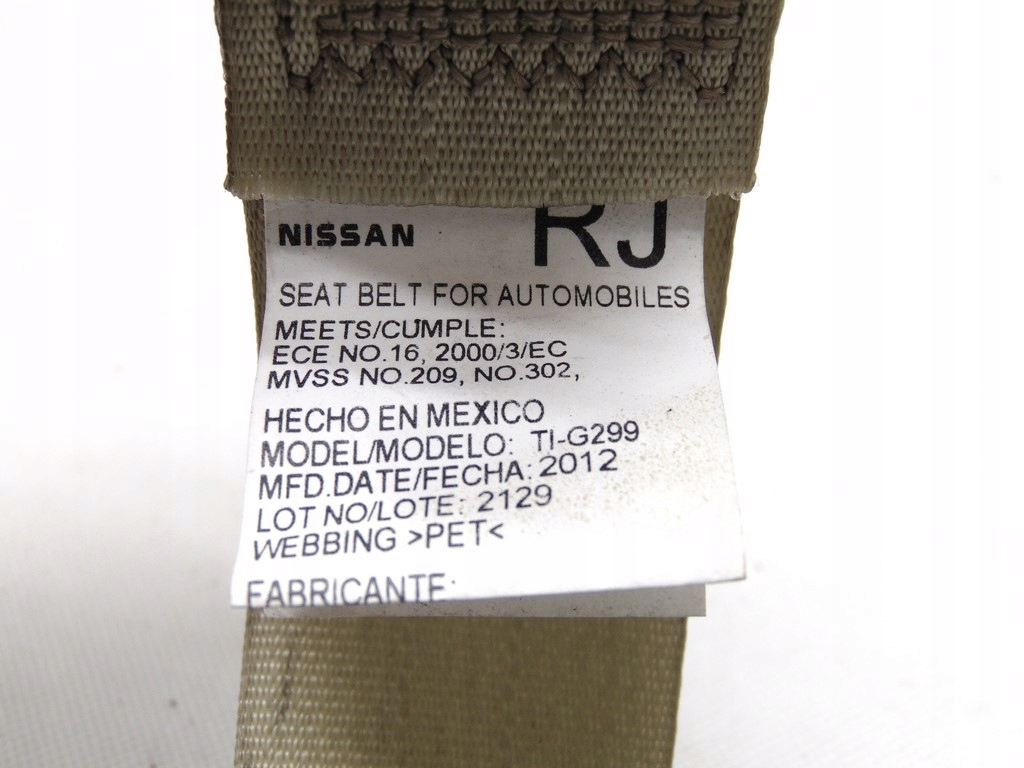 NISSAN RJ
SEAT BELT FOR AUTOMOBILES
MEETS/CUMPLE:
ECE NO.16, 2000/3/EC
MVSS NO.209, NO.302,
HECHO EN MEXICO
MODEL/MODELO: TI-G299
MFD.DATE/FECHA: 2012
LOT NO/LOTE: 2129
WEBBING >PET<
FABRICANTE: